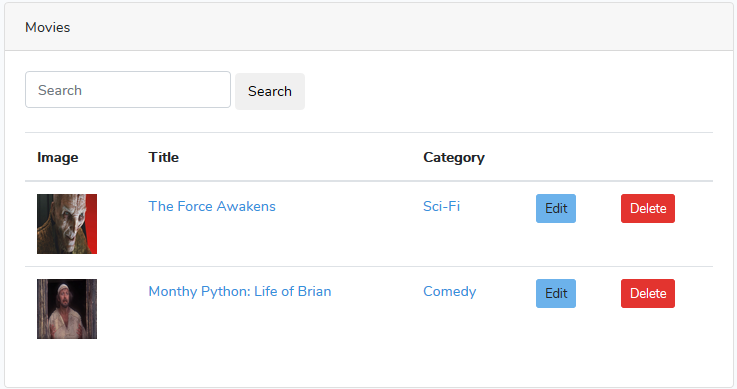 Movies
Search Search
Image Title Category
The Force Awakens Sci-Fi Edit Delete
Monthy Python: Life of Brian Comedy Edit Delete